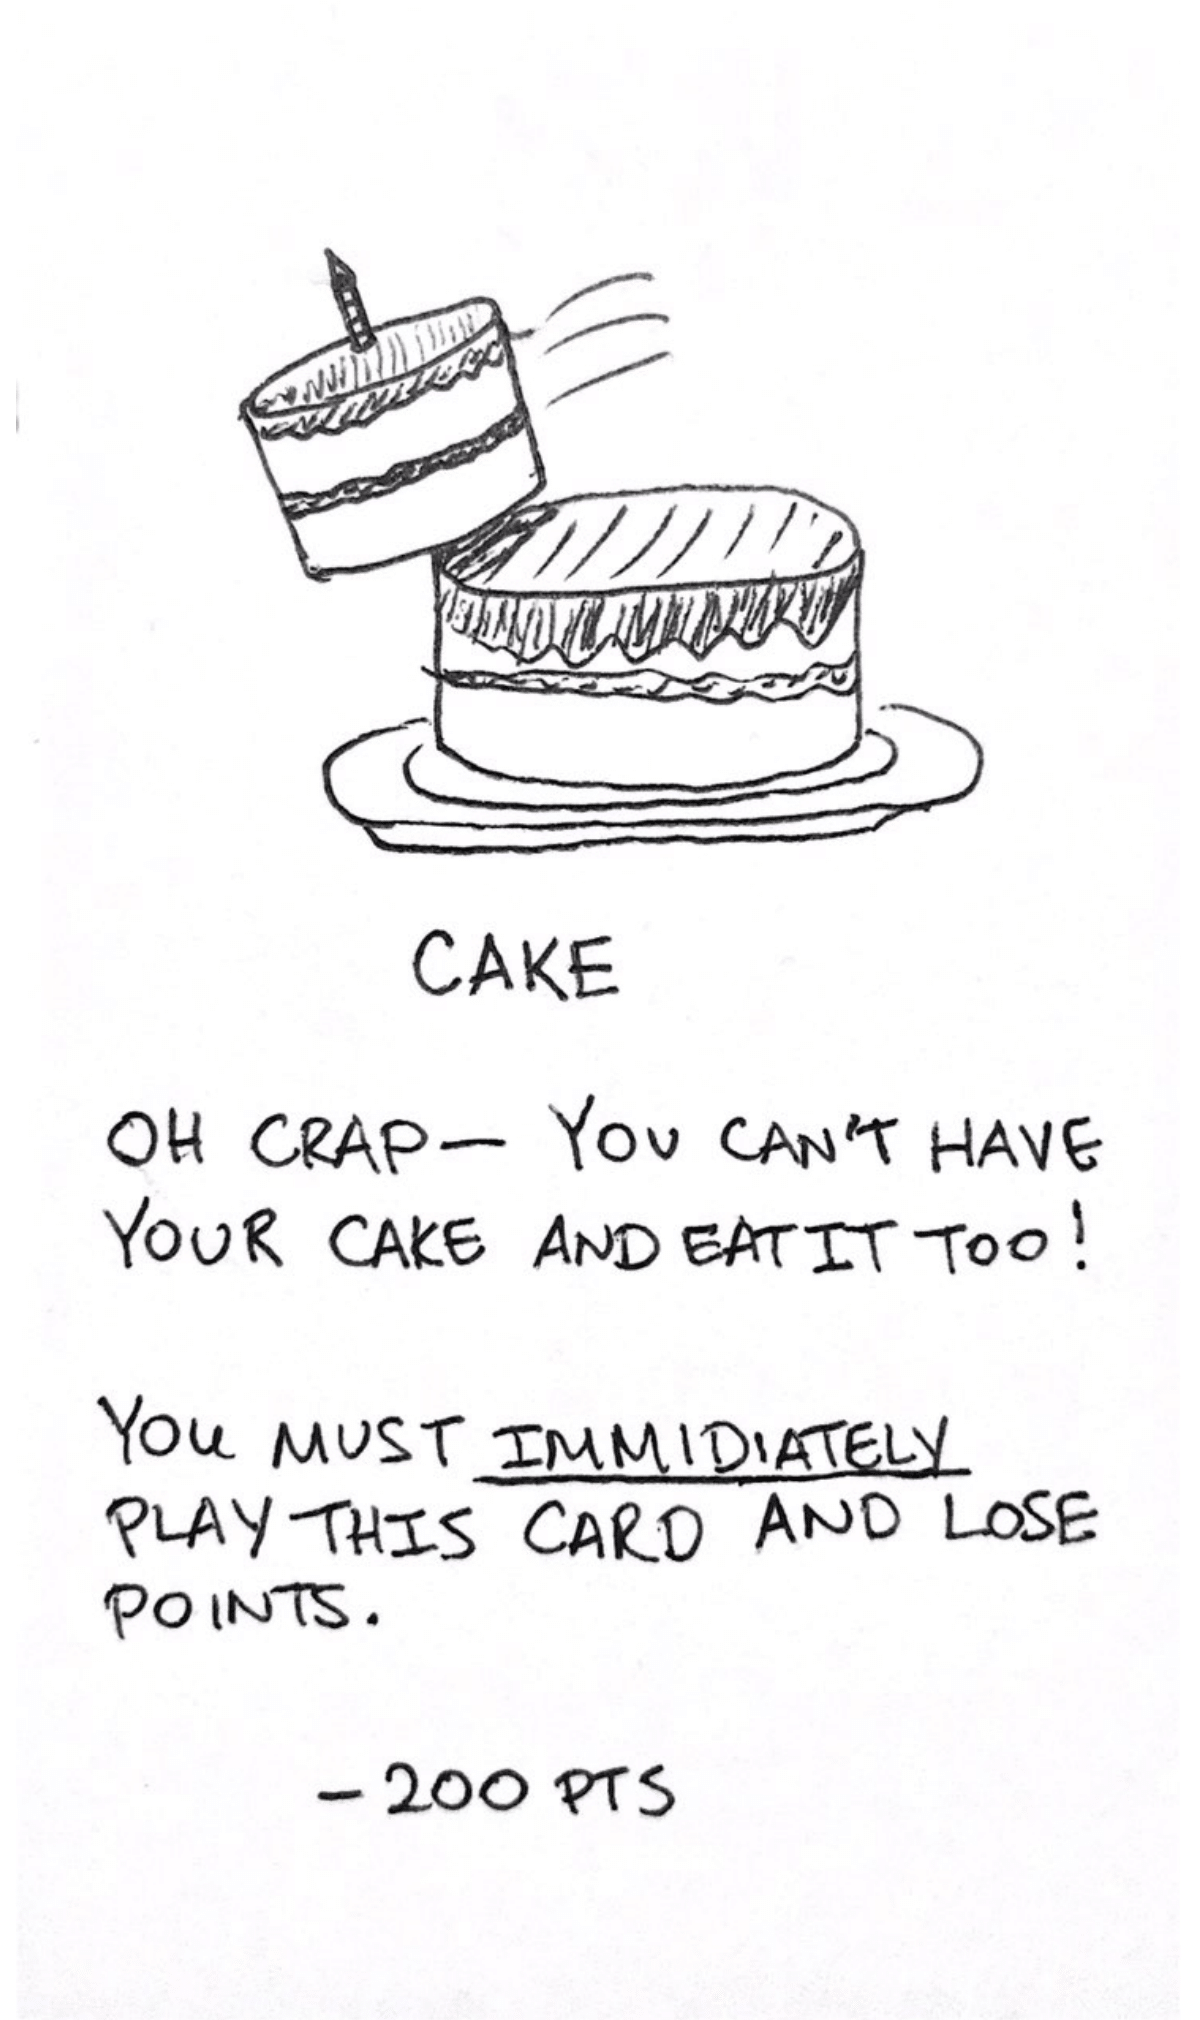 CAKE
OH CRAP— YOU CAN'T HAVE
YOUR CAKE AND EAT IT TOO!
YOU MUST IMMIDIATELY
PLAY THIS CARD AND LOSE
POINTS.
-200 PTS